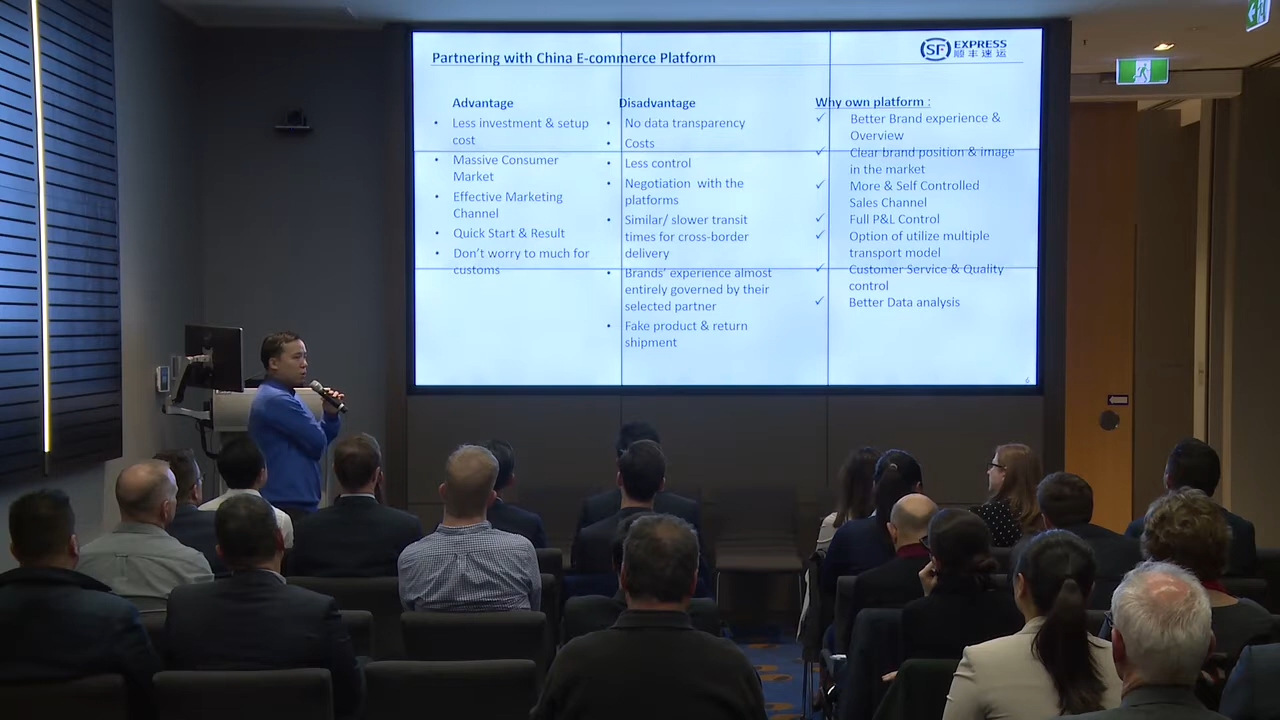 Partnering with China E-commerce Platform
SF EXPRESS
顺丰速运
Advantage
• Less investment & setup
cost
• Massive Consumer
Market
• Effective Marketing
Channel
• Quick Start & Result
• Don't worry to much for
customs
Disadvantage
• No data transparency
• Costs
• Less control
• Negotiation with the
platforms
• Similar/ slower transit
times for cross-border
delivery
• Brands' experience almost
entirely governed by their
selected partner
• Fake product & return
shipment
Why own platform :
✓ Better Brand experience &
Overview
✓ Clear brand position & image
in the market
✓ More & Self Controlled
Sales Channel
✓ Full P&L Control
✓ Option of utilize multiple
transport model
✓ Customer Service & Quality
control
✓ Better Data analysis
6